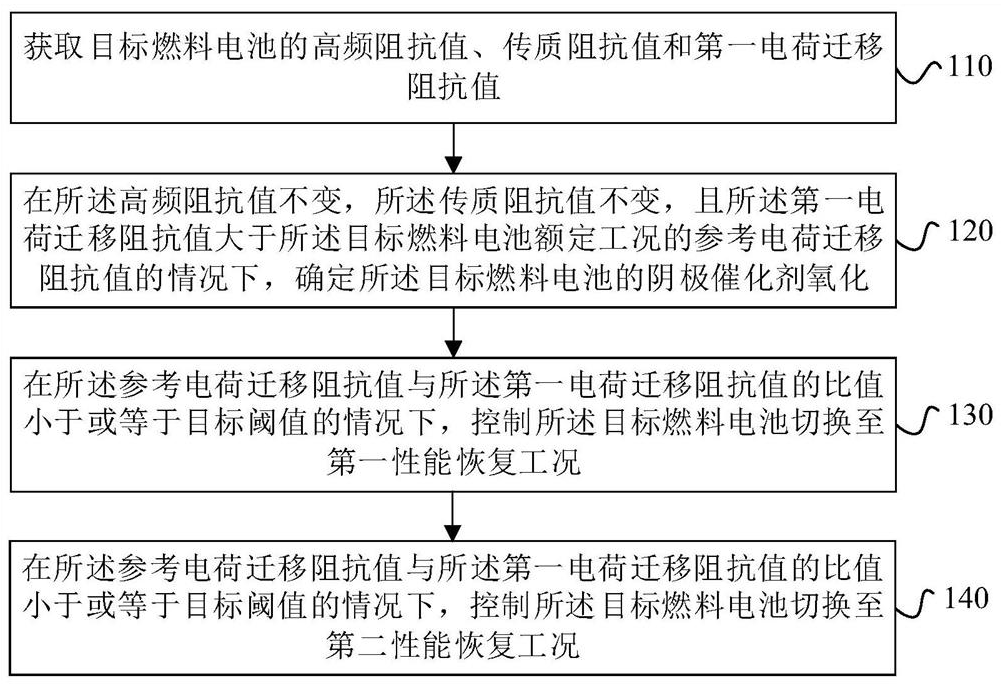 获取目标燃料电池的高频阻抗值、传质阻抗值和第一电荷迁移
阻抗值
110
在所述高频阻抗值不变，所述传质阻抗值不变，且所述第一电
荷迁移阻抗值大于所述目标燃料电池额定工况的参考电荷迁移
阻抗值的情况下，确定所述目标燃料电池的阴极催化剂氧化
120
在所述参考电荷迁移阻抗值与所述第一电荷迁移阻抗值的比值
小于或等于目标阈值的情况下，控制所述目标燃料电池切换至
第一性能恢复工况
130
在所述参考电荷迁移阻抗值与所述第一电荷迁移阻抗值的比值
小于或等于目标阈值的情况下，控制所述目标燃料电池切换至
第二性能恢复工况
140